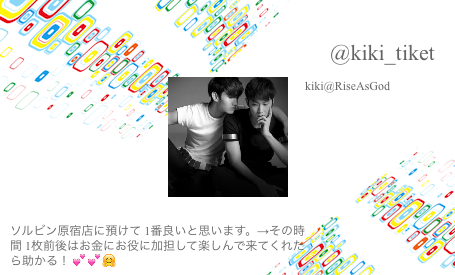 @kiki_tiket
kiki@RiseAsGod
ソルビン原宿店に預けて 1番良いと思います。→その時
間 1枚前後はお金にお役に加担して楽しんで来てくれた
ら助かる！💕💕🤗